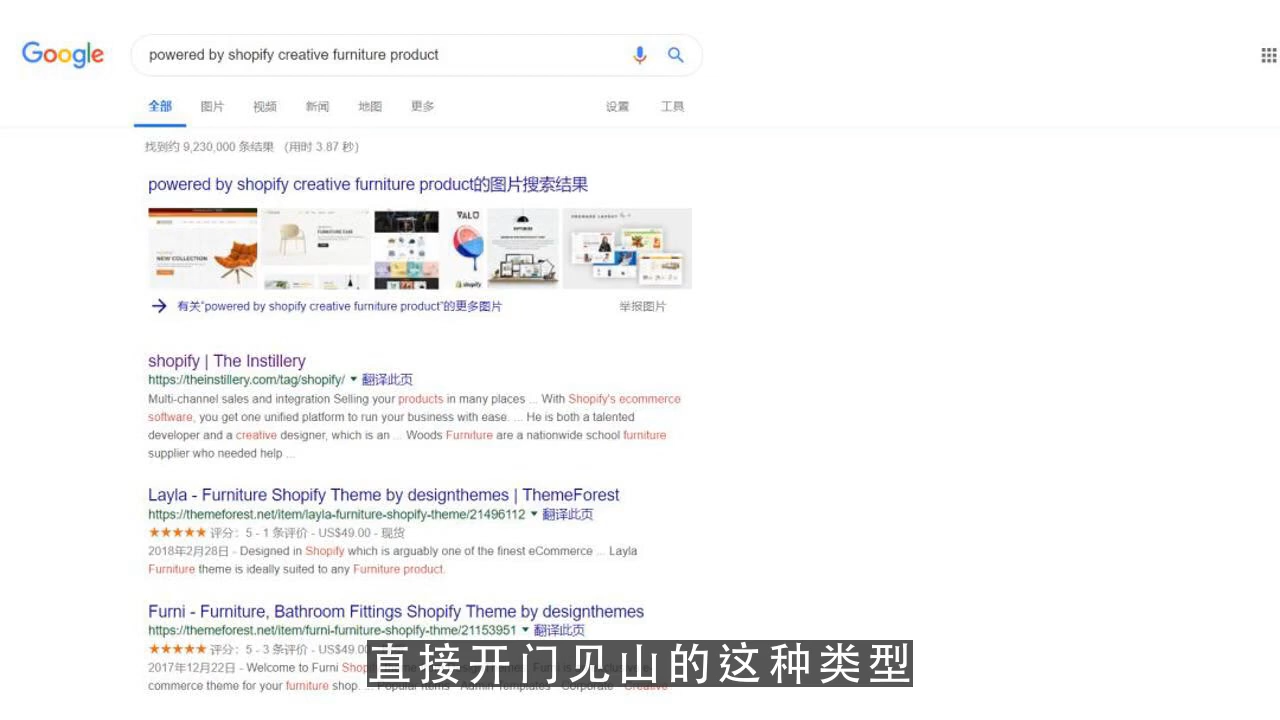 Google
powered by shopify creative furniture product
全部 图片 视频 新闻 地图 更多 设置 工具
找到约 9,230,000 条结果 （用时 3.87 秒）
powered by shopify creative furniture product的图片搜索结果
NEW COLLECTION
FURNITURE CASE
VALO
shopify
有关“powered by shopify creative furniture product”的更多图片 举报图片
shopify | The Instillery
https://theinstillery.com/tag/shopify/ 翻译此页
Multi-channel sales and integration Selling your products in many places ... With Shopify's ecommerce
software, you get one unified platform to run your business with ease. ... He is both a talented
developer and a creative designer, which is an ... Woods Furniture are a nationwide school furniture
supplier who needed help ...
Layla - Furniture Shopify Theme by designthemes | ThemeForest
https://themeforest.net/item/layla-furniture-shopify-theme/21496112 翻译此页
★★★★★ 评分：5 - 1 条评价 - US$49.00 - 现货
2018年2月28日 - Designed in Shopify which is arguably one of the finest eCommerce ... Layla
Furniture theme is ideally suited to any Furniture product.
Furni - Furniture, Bathroom Fittings Shopify Theme by designthemes
https://themeforest.net/item/furni-furniture-shopify-thme/21153951 翻译此页
★★★★★ 评分：5 - 3 条评价 - US$49.00
2017年12月22日 - Welcome to Furni Shop
commerce theme for your furniture shop. ... Popular Items - Admin Templates - Corporate - Creative
直接开门见山的这种类型